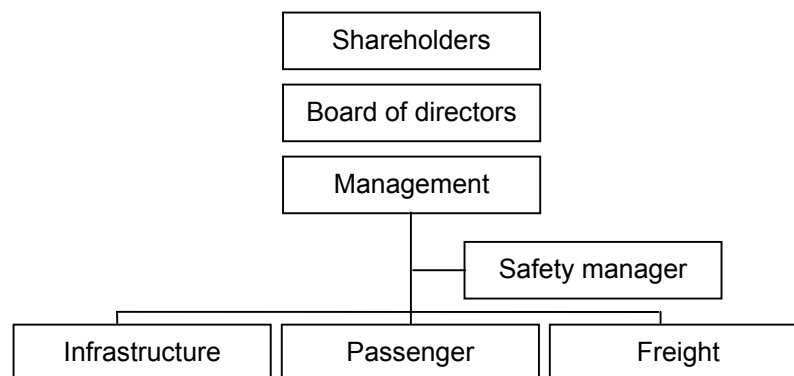 Shareholders
Board of directors
Management
Safety manager
Infrastructure
Passenger
Freight